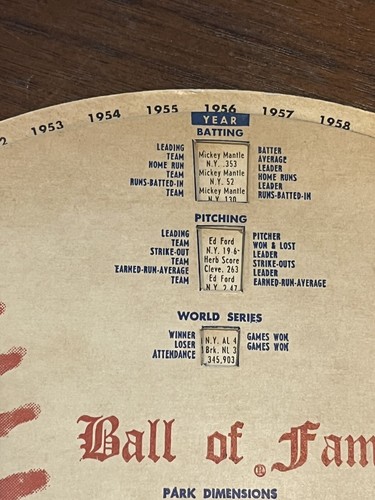 2 1953 1954 1955 1956 1957 1958
YEAR
BATTING
LEADING BATTER
TEAM Mickey Mantle AVERAGE
HOME RUN N.Y. .353 LEADER
TEAM Mickey Mantle HOME RUNS
RUNS-BATTED-IN N.Y. 52 LEADER
TEAM Mickey Mantle RUNS-BATTED-IN
N.Y. 130
PITCHING
LEADING Ed Ford PITCHER
TEAM N.Y. 19-6- WON & LOST
STRIKE-OUT Herb Score LEADER
TEAM Cleve. 263 STRIKE-OUTS
EARNED-RUN-AVERAGE Ed Ford LEADER
TEAM N.Y. 2.47 EARNED-RUN-AVERAGE
WORLD SERIES
WINNER N.Y. AL 4 GAMES WON
LOSER Brk. NL 3 GAMES WON
ATTENDANCE 345,903
Ball of Fam
®
PARK DIMENSIONS